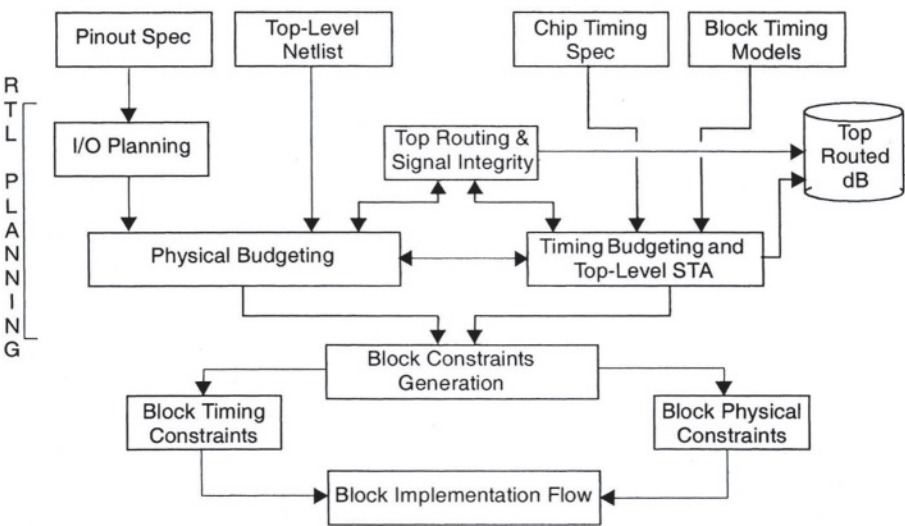 Pinout Spec
Top-Level
Netlist
Chip Timing
Spec
Block Timing
Models
RTL PLANNING
I/O Planning
Top Routing &
Signal Integrity
Top
Routed
dB
Physical Budgeting
Timing Budgeting and
Top-Level STA
Block Constraints
Generation
Block Timing
Constraints
Block Physical
Constraints
Block Implementation Flow